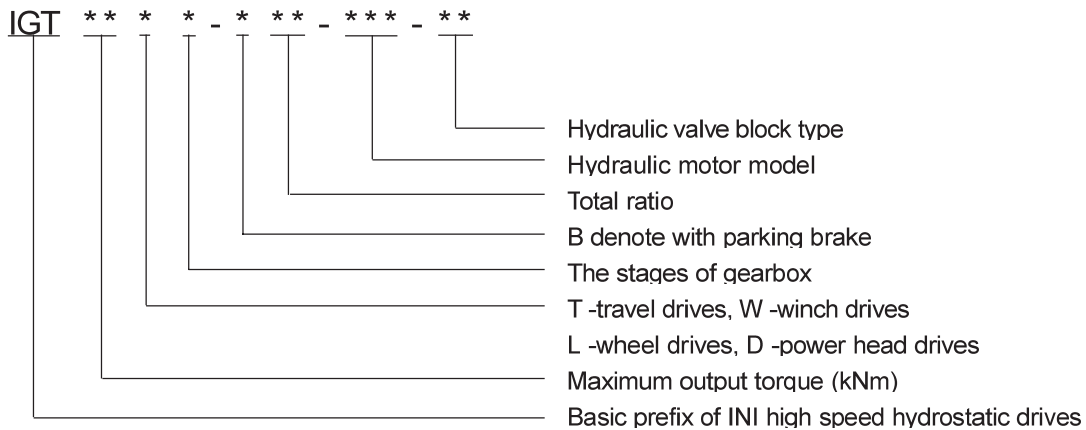 IGT ** * * - * ** - *** - **
Hydraulic valve block type
Hydraulic motor model
Total ratio
B denote with parking brake
The stages of gearbox
T -travel drives, W -winch drives
L -wheel drives, D -power head drives
Maximum output torque (kNm)
Basic prefix of INI high speed hydrostatic drives